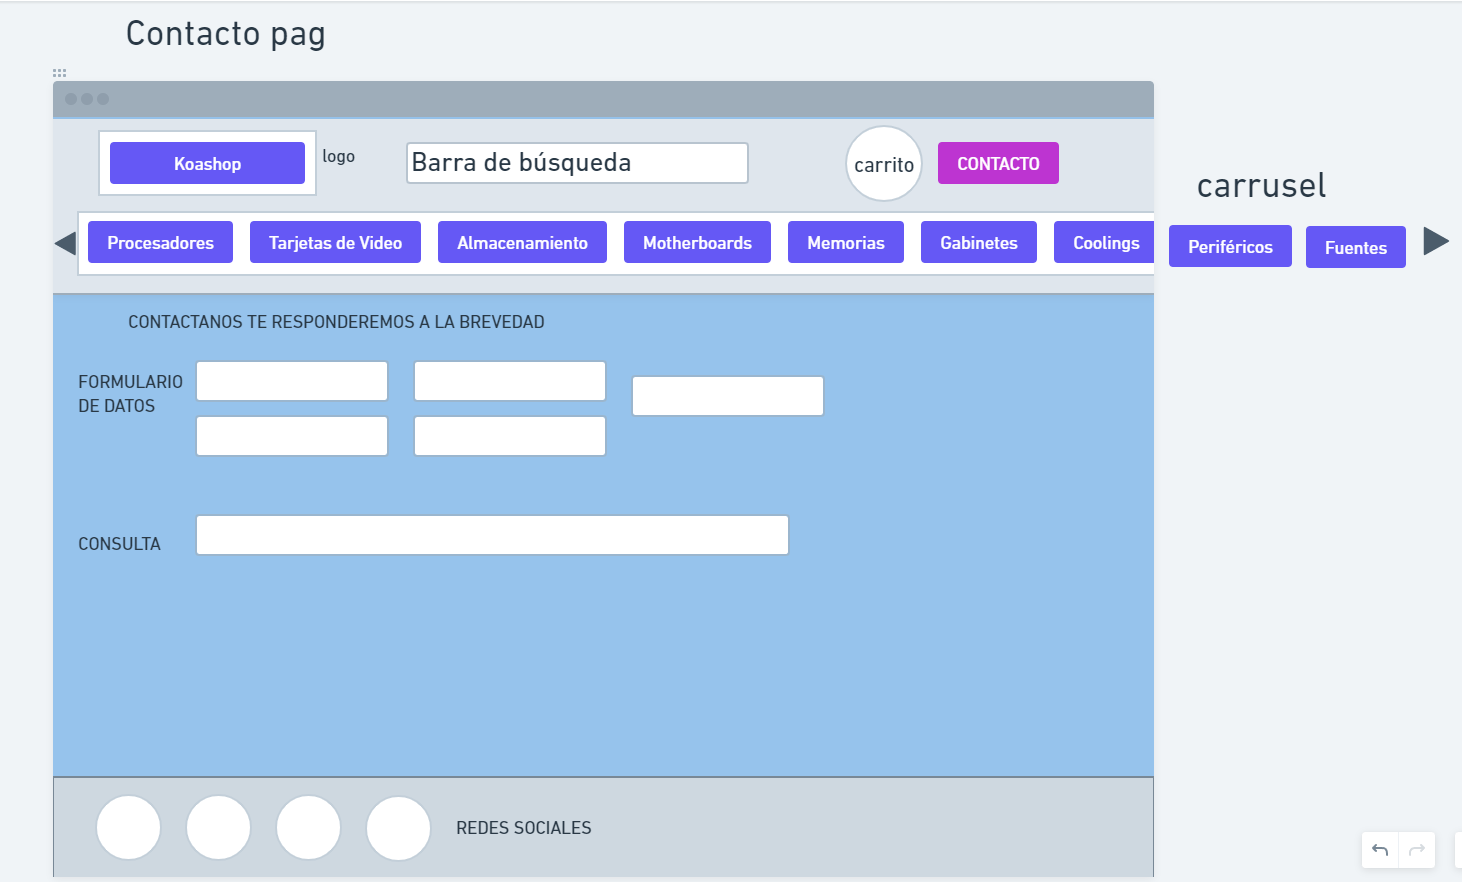 Contacto pag
Koashop
logo
Barra de búsqueda
carrito
CONTACTO
carrusel
Procesadores
Tarjetas de Video
Almacenamiento
Motherboards
Memorias
Gabinetes
Coolings
Periféricos
Fuentes
CONTACTANOS TE RESPONDEREMOS A LA BREVEDAD
FORMULARIO
DE DATOS
CONSULTA
REDES SOCIALES